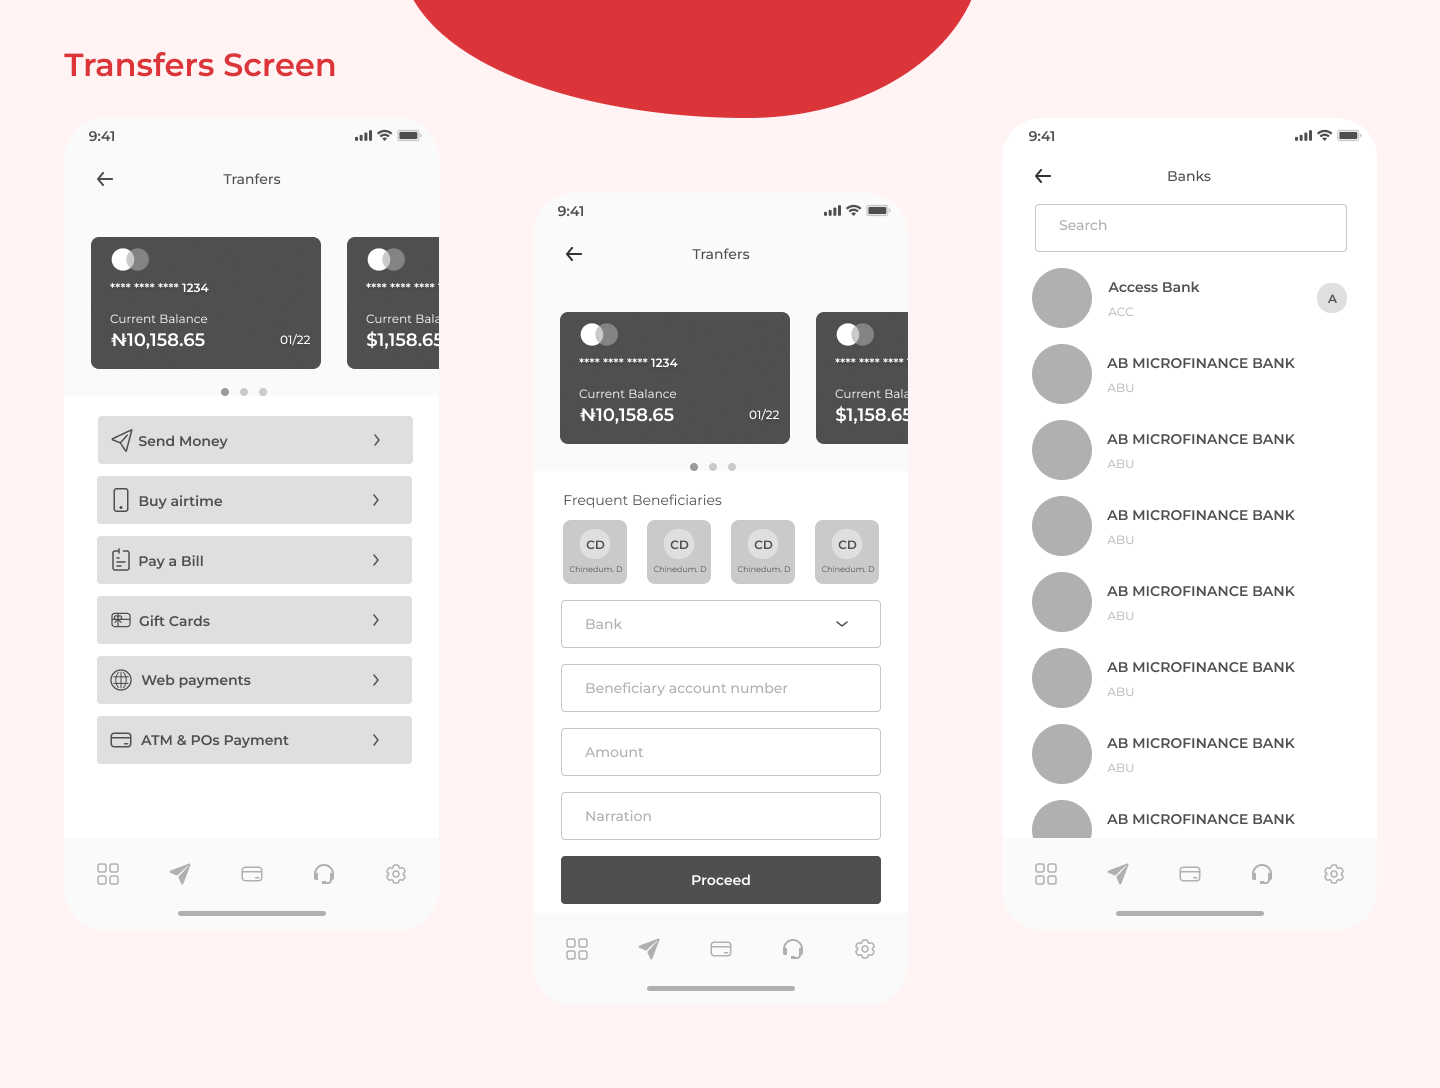 Transfers Screen
9:41
Tranfers
**** **** **** 1234
Current Balance
₦10,158.65
01/22
**** **** ****
Current Bala
$1,158.65
Send Money
Buy airtime
Pay a Bill
Gift Cards
Web payments
ATM & POs Payment
9:41
Tranfers
**** **** **** 1234
Current Balance
₦10,158.65
01/22
**** **** ****
Current Bala
$1,158.65
Frequent Beneficiaries
CD
Chinedum. D
CD
Chinedum. D
CD
Chinedum. D
CD
Chinedum. D
Bank
Beneficiary account number
Amount
Narration
Proceed
9:41
Banks
Search
Access Bank
ACC
A
AB MICROFINANCE BANK
ABU
AB MICROFINANCE BANK
ABU
AB MICROFINANCE BANK
ABU
AB MICROFINANCE BANK
ABU
AB MICROFINANCE BANK
ABU
AB MICROFINANCE BANK
ABU
AB MICROFINANCE BANK